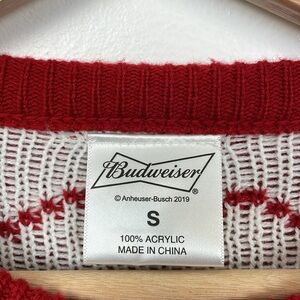 Budweiser®
© Anheuser-Busch 2019
S
100% ACRYLIC
MADE IN CHINA